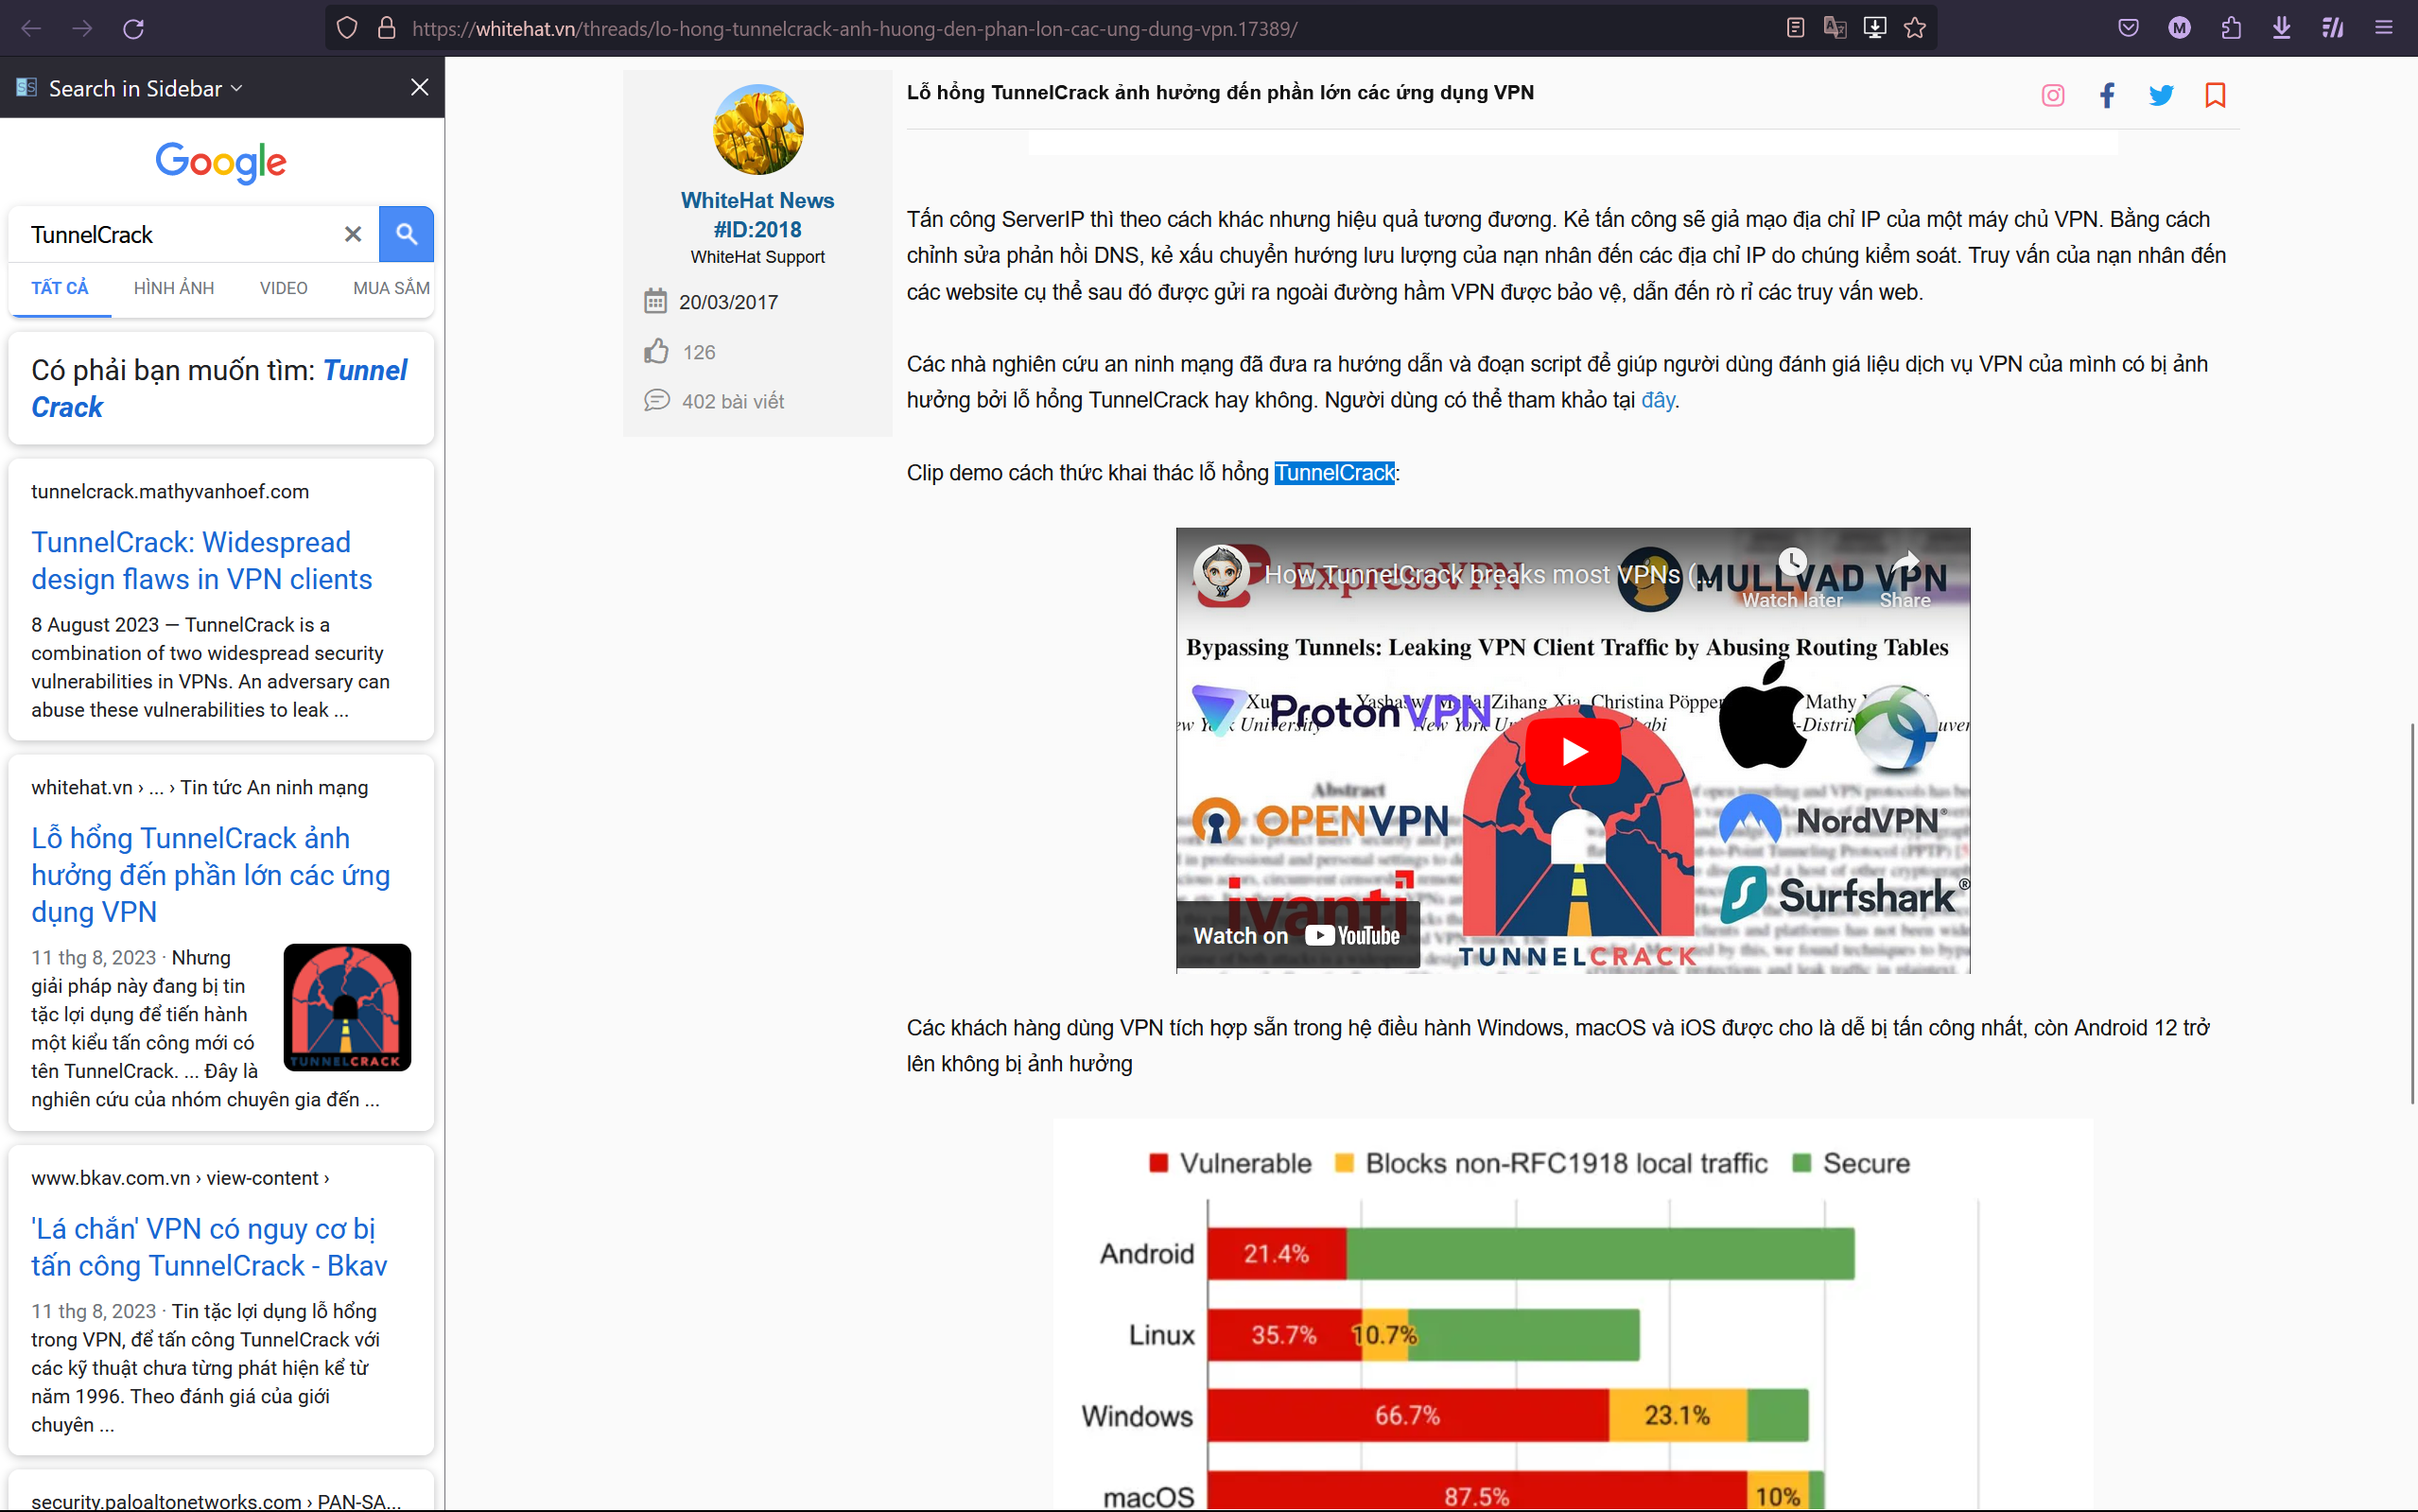 https://whitehat.vn/threads/lo-hong-tunnelcrack-anh-huong-den-phan-lon-cac-ung-dung-vpn.17389/
M
Search in Sidebar
Google
TunnelCrack
TẤT CẢ HÌNH ẢNH VIDEO MUA SẮM
Có phải bạn muốn tìm: Tunnel
Crack
tunnelcrack.mathyvanhoef.com
TunnelCrack: Widespread
design flaws in VPN clients
8 August 2023 — TunnelCrack is a
combination of two widespread security
vulnerabilities in VPNs. An adversary can
abuse these vulnerabilities to leak ...
whitehat.vn › ... › Tin tức An ninh mạng
Lỗ hổng TunnelCrack ảnh
hưởng đến phần lớn các ứng
dụng VPN
11 thg 8, 2023 · Nhưng
giải pháp này đang bị tin
tặc lợi dụng để tiến hành
một kiểu tấn công mới có
tên TunnelCrack. ... Đây là
nghiên cứu của nhóm chuyên gia đến ...
TUNNELCRACK
www.bkav.com.vn › view-content ›
'Lá chắn' VPN có nguy cơ bị
tấn công TunnelCrack - Bkav
11 thg 8, 2023 · Tin tặc lợi dụng lỗ hổng
trong VPN, để tấn công TunnelCrack với
các kỹ thuật chưa từng phát hiện kể từ
năm 1996. Theo đánh giá của giới
chuyên ...
security.paloaltonetworks.com › PAN-SA...
WhiteHat News
#ID:2018
WhiteHat Support
20/03/2017
126
402 bài viết
Lỗ hổng TunnelCrack ảnh hưởng đến phần lớn các ứng dụng VPN
Tấn công ServerIP thì theo cách khác nhưng hiệu quả tương đương. Kẻ tấn công sẽ giả mạo địa chỉ IP của một máy chủ VPN. Bằng cách
chỉnh sửa phản hồi DNS, kẻ xấu chuyển hướng lưu lượng của nạn nhân đến các địa chỉ IP do chúng kiểm soát. Truy vấn của nạn nhân đến
các website cụ thể sau đó được gửi ra ngoài đường hầm VPN được bảo vệ, dẫn đến rò rỉ các truy vấn web.
Các nhà nghiên cứu an ninh mạng đã đưa ra hướng dẫn và đoạn script để giúp người dùng đánh giá liệu dịch vụ VPN của mình có bị ảnh
hưởng bởi lỗ hổng TunnelCrack hay không. Người dùng có thể tham khảo tại đây.
Clip demo cách thức khai thác lỗ hổng TunnelCrack:
How TunnelCrack breaks most VPNs (...
ExpressVPN
MULLVAD VPN
Watch later Share
Bypassing Tunnels: Leaking VPN Client Traffic by Abusing Routing Tables
Zihang Xia, Christina Pöpper Mathy
ProtonVPN
Abstract
OPENVPN
NordVPN
Surfshark®
ivanti
Watch on YouTube
TUNNELCRACK
Các khách hàng dùng VPN tích hợp sẵn trong hệ điều hành Windows, macOS và iOS được cho là dễ bị tấn công nhất, còn Android 12 trở
lên không bị ảnh hưởng
Vulnerable Blocks non-RFC1918 local traffic Secure
Android 21.4%
Linux 35.7% 10.7%
Windows 66.7% 23.1%
macOS 87.5% 10%